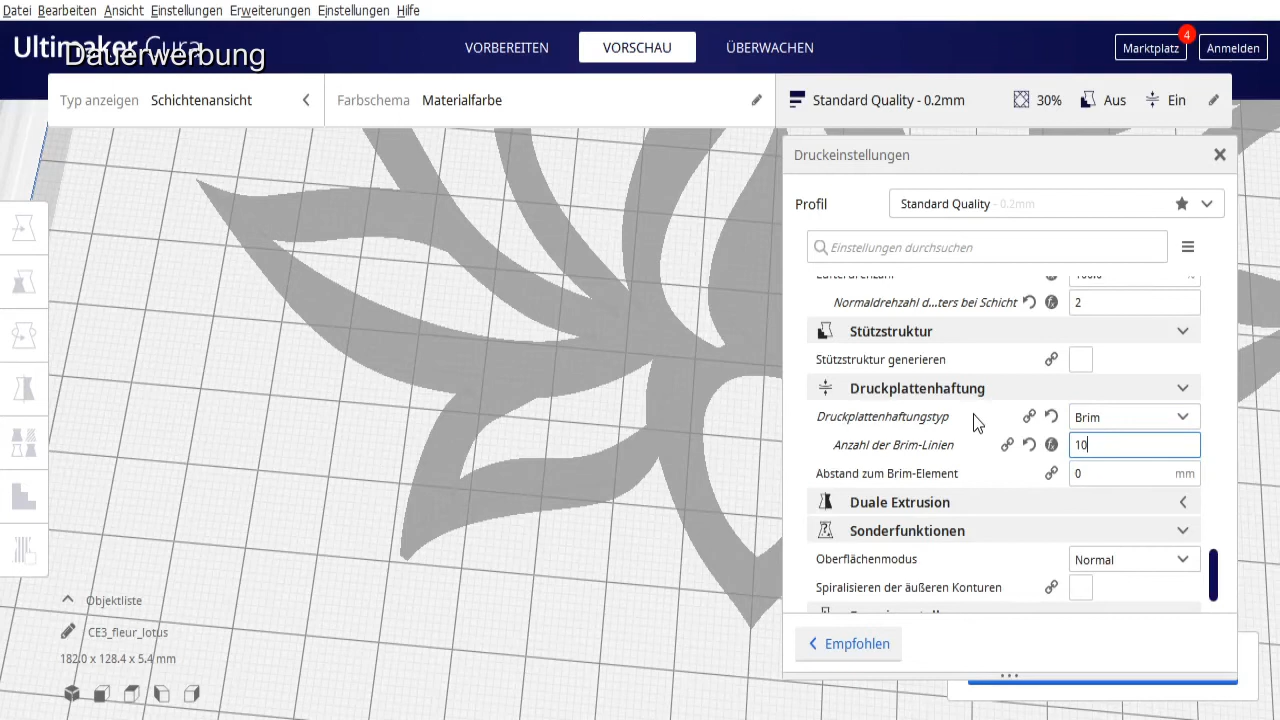 Datei Bearbeiten Ansicht Einstellungen Erweiterungen Einstellungen Hilfe
Ultimaker Cura
Dauerwerbung
VORBEREITEN VORSCHAU ÜBERWACHEN
Marktplatz 4 Anmelden
Typ anzeigen Schichtenansicht Farbschema Materialfarbe Standard Quality - 0.2mm 30% Aus Ein
Druckeinstellungen
Profil Standard Quality - 0.2mm
Einstellungen durchsuchen
Normaldrehzahl d...ters bei Schicht 2
Stützstruktur
Stützstruktur generieren
Druckplattenhaftung
Druckplattenhaftungstyp Brim
Anzahl der Brim-Linien 10
Abstand zum Brim-Element 0 mm
Duale Extrusion
Sonderfunktionen
Oberflächenmodus Normal
Spiralisieren der äußeren Konturen
Empfohlen
Objektliste
CE3_fleur_lotus
182.0 x 128.4 x 5.4 mm